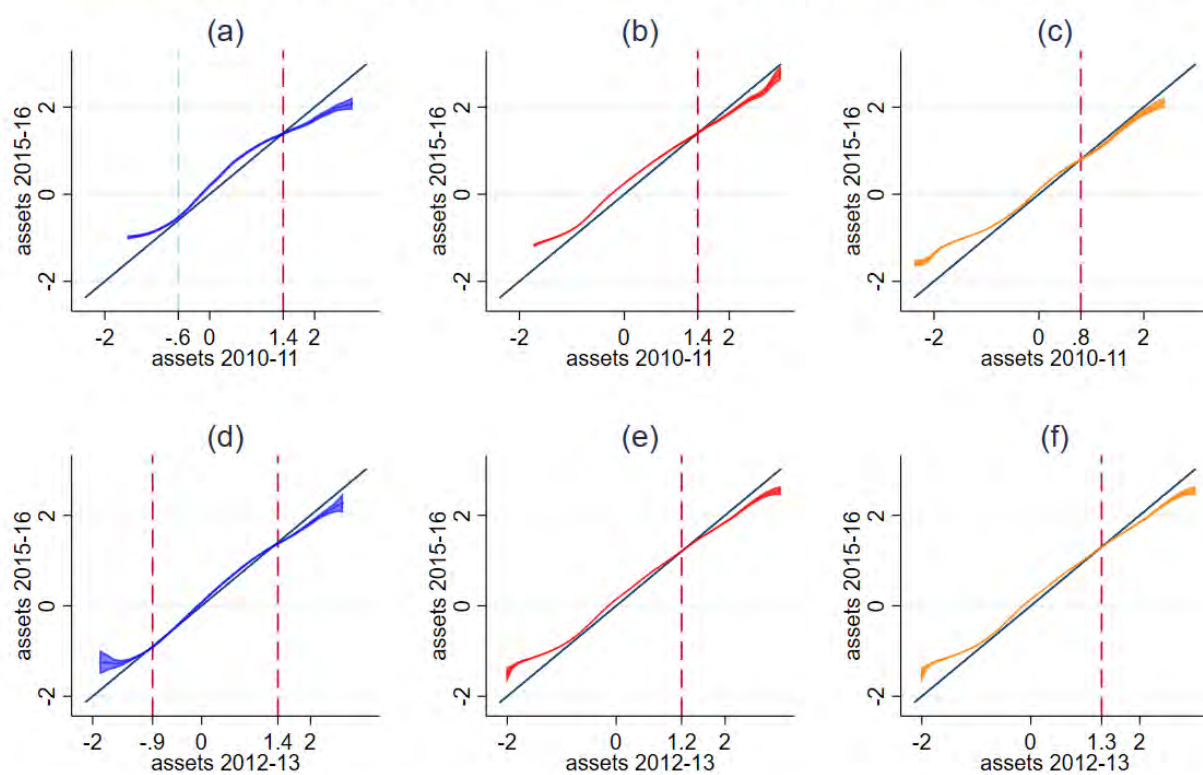 (a)
assets 2015-16
2
0
-2
-2 -.6 0 1.4 2
assets 2010-11
(b)
assets 2015-16
2
0
-2
-2 0 1.4 2
assets 2010-11
(c)
assets 2015-16
2
0
-2
-2 0 .8 2
assets 2010-11
(d)
assets 2015-16
2
0
-2
-2 -.9 0 1.4 2
assets 2012-13
(e)
assets 2015-16
2
0
-2
-2 0 1.2 2
assets 2012-13
(f)
assets 2015-16
2
0
-2
-2 0 1.3 2
assets 2012-13